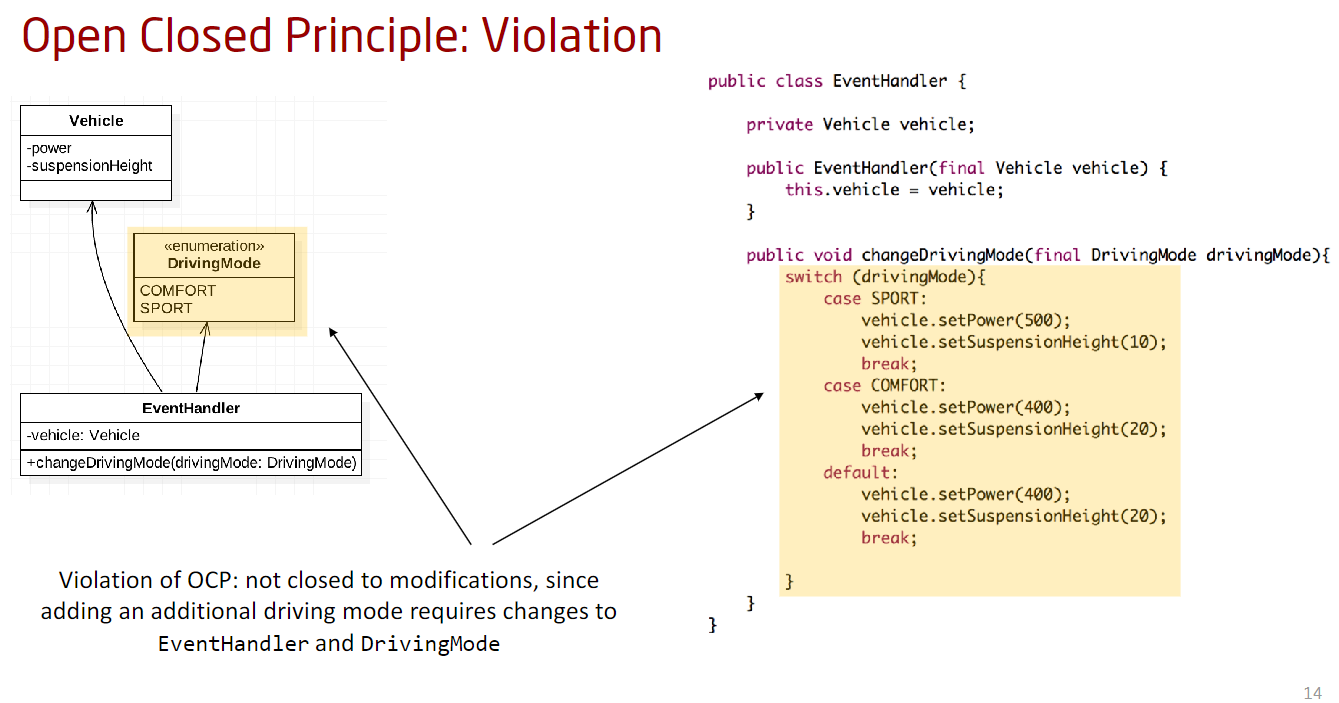 Open Closed Principle: Violation
Vehicle
-power
-suspensionHeight
«enumeration»
DrivingMode
COMFORT
SPORT
EventHandler
-vehicle: Vehicle
+changeDrivingMode(drivingMode: DrivingMode)
Violation of OCP: not closed to modifications, since
adding an additional driving mode requires changes to
EventHandler and DrivingMode
public class EventHandler {
private Vehicle vehicle;
public EventHandler(final Vehicle vehicle) {
this.vehicle = vehicle;
}
public void changeDrivingMode(final DrivingMode drivingMode){
switch (drivingMode){
case SPORT:
vehicle.setPower(500);
vehicle.setSuspensionHeight(10);
break;
case COMFORT:
vehicle.setPower(400);
vehicle.setSuspensionHeight(20);
break;
default:
vehicle.setPower(400);
vehicle.setSuspensionHeight(20);
break;
}
}
}
14